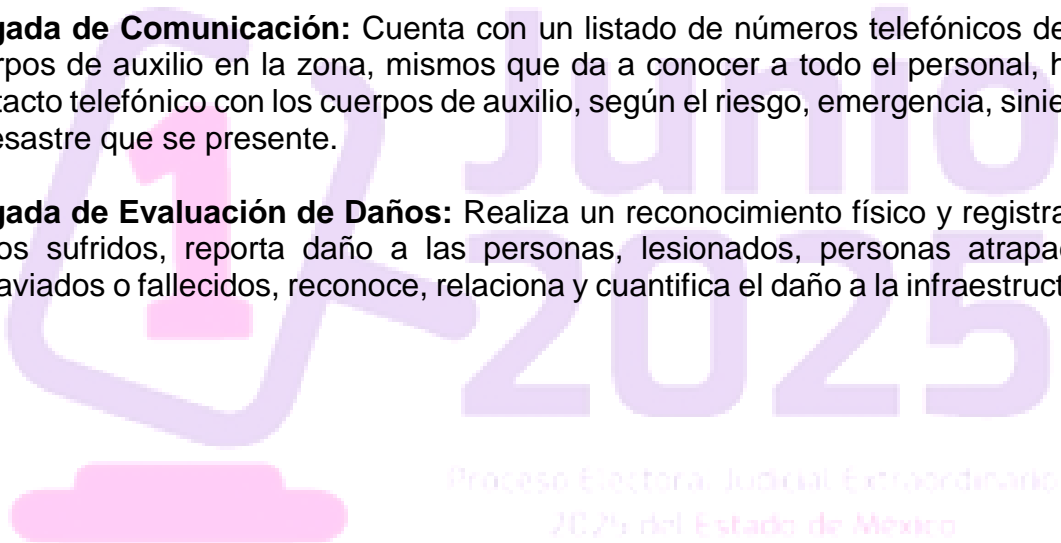 gada de Comunicación: Cuenta con un listado de números telefónicos de
rpos de auxilio en la zona, mismos que da a conocer a todo el personal, h
tacto telefónico con los cuerpos de auxilio, según el riesgo, emergencia, sinie
esastre que se presente.
gada de Evaluación de Daños: Realiza un reconocimiento físico y registra
os sufridos, reporta daño a las personas, lesionados, personas atrapad
aviados o fallecidos, reconoce, relaciona y cuantifica el daño a la infraestruct
1
Junio
2025
Proceso Electoral Judicial Extraordinario
2025 del Estado de México